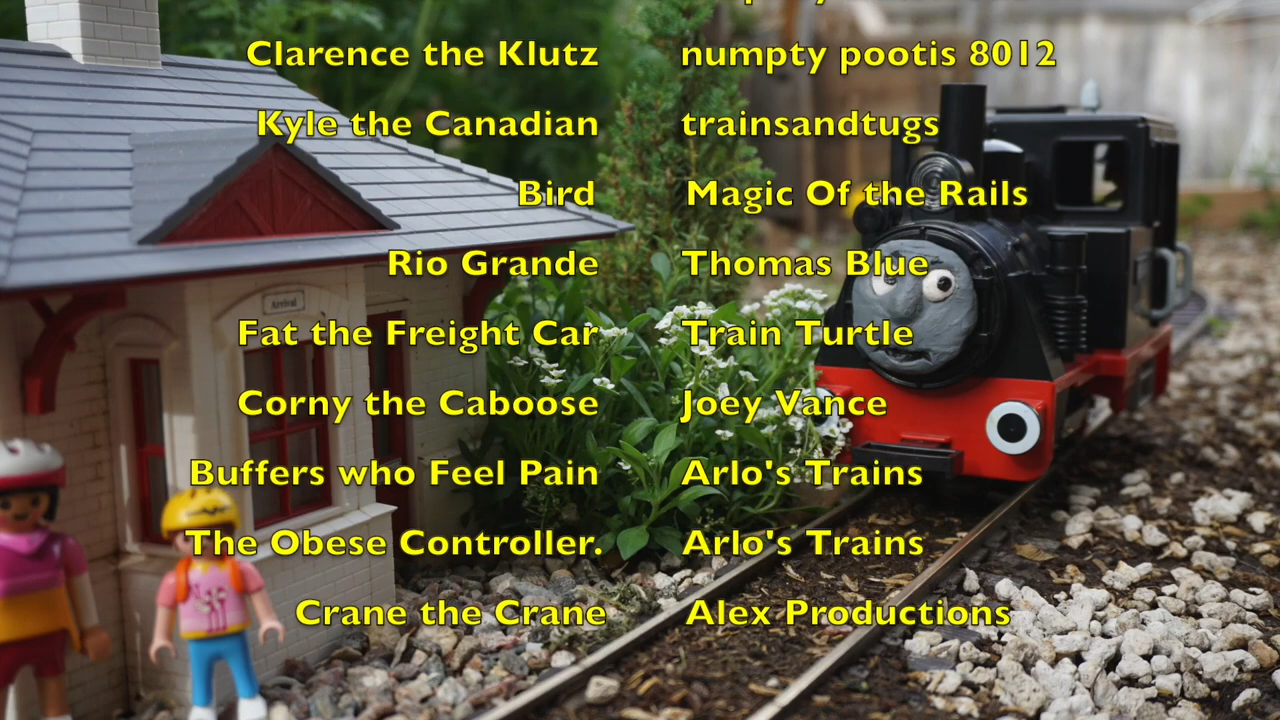 Clarence the Klutz numpty pootis 8012
Kyle the Canadian trainsandtugs
Bird Magic Of the Rails
Rio Grande Thomas Blue
Arrival
Fat the Freight Car Train Turtle
Corny the Caboose Joey Vance
Buffers who Feel Pain Arlo's Trains
The Obese Controller. Arlo's Trains
Crane the Crane Alex Productions